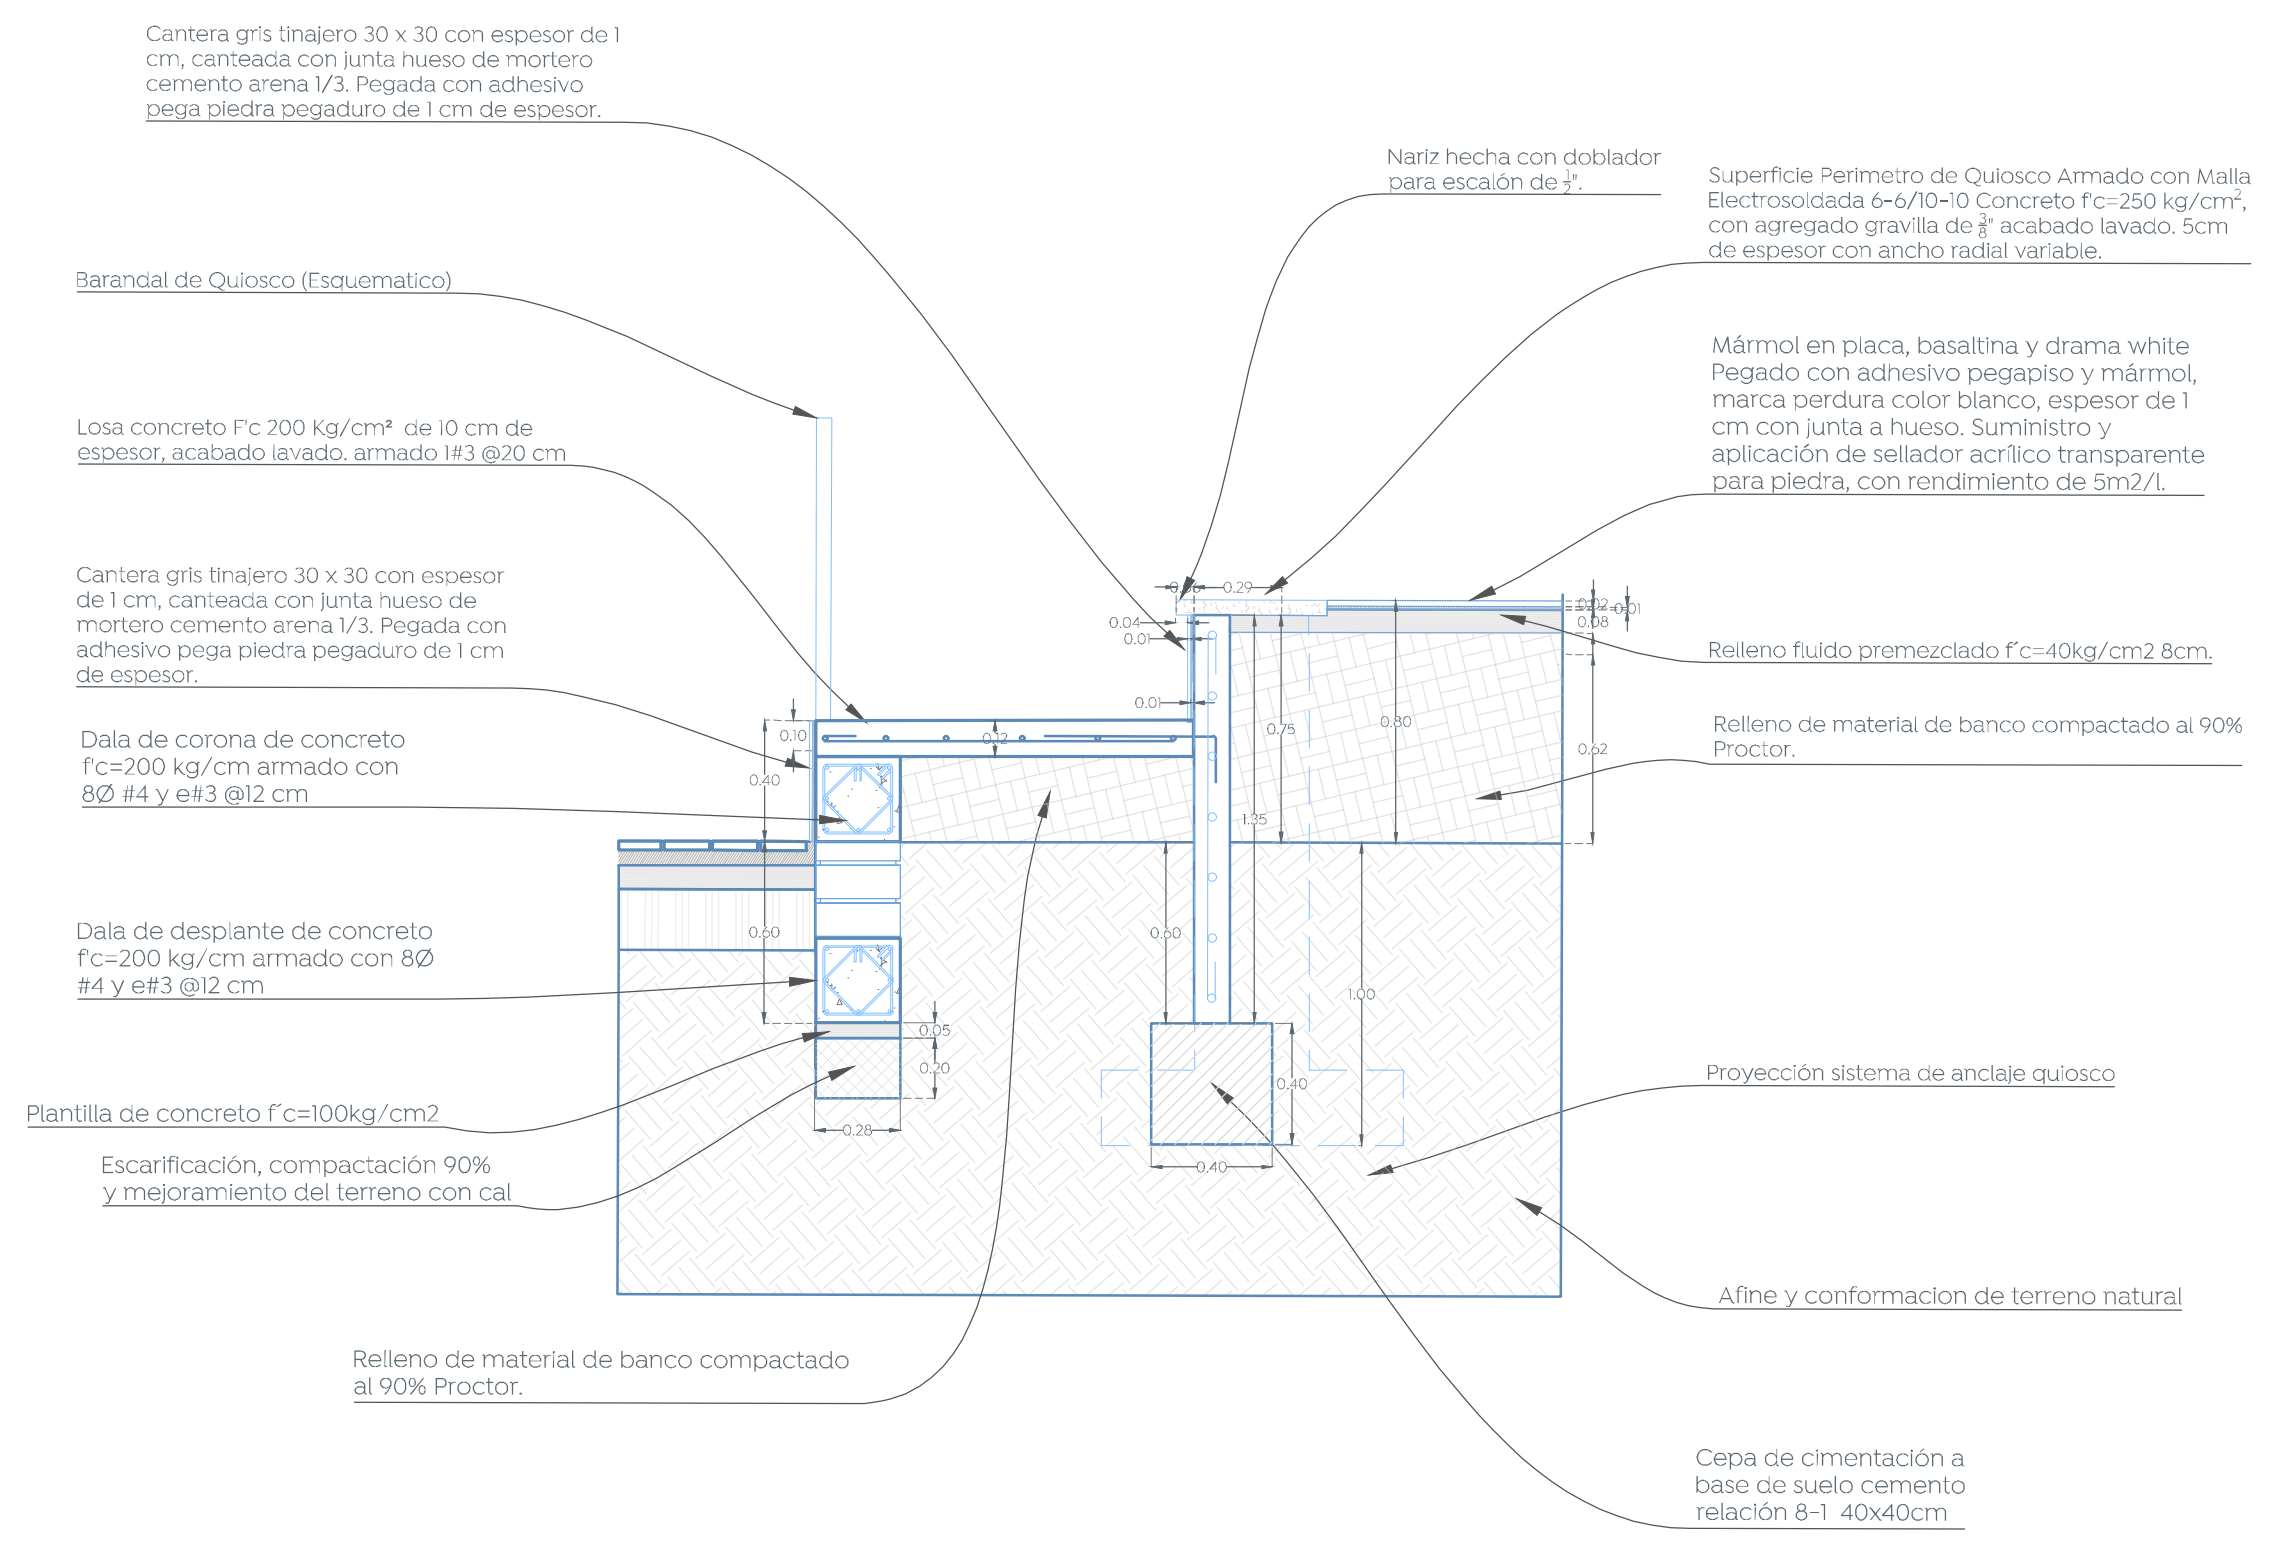 Cantera gris tinajero 30 x 30 con espesor de 1
cm, canteada con junta hueso de mortero
cemento arena 1/3. Pegada con adhesivo
pega piedra pegaduro de 1 cm de espesor.
Nariz hecha con doblador
para escalón de ½".
Superficie Perimetro de Quiosco Armado con Malla
Electrosoldada 6-6/10-10 Concreto f'c=250 kg/cm²,
con agregado gravilla de ⅜" acabado lavado. 5cm
de espesor con ancho radial variable.
Barandal de Quiosco (Esquematico)
Mármol en placa, basaltina y drama white
Pegado con adhesivo pegapiso y mármol,
marca perdura color blanco, espesor de 1
cm con junta a hueso. Suministro y
aplicación de sellador acrílico transparente
para piedra, con rendimiento de 5m2/l.
Losa concreto F'c 200 Kg/cm² de 10 cm de
espesor, acabado lavado. armado 1#3 @20 cm
Cantera gris tinajero 30 x 30 con espesor
de 1 cm, canteada con junta hueso de
mortero cemento arena 1/3. Pegada con
adhesivo pega piedra pegaduro de 1 cm
de espesor.
0.29
0.02
0.01
0.08
0.04
0.01
0.01
Relleno fluido premezclado f´c=40kg/cm2 8cm.
Relleno de material de banco compactado al 90%
Proctor.
Dala de corona de concreto
f'c=200 kg/cm armado con
8Ø #4 y e#3 @12 cm
0.10
0.12
0.40
0.75
0.80
0.62
1.35
Dala de desplante de concreto
f'c=200 kg/cm armado con 8Ø
#4 y e#3 @12 cm
0.60
0.60
1.00
0.05
0.20
0.28
0.40
0.40
Plantilla de concreto f´c=100kg/cm2
Escarificación, compactación 90%
y mejoramiento del terreno con cal
Proyección sistema de anclaje quiosco
Afine y conformacion de terreno natural
Relleno de material de banco compactado
al 90% Proctor.
Cepa de cimentación a
base de suelo cemento
relación 8-1 40x40cm